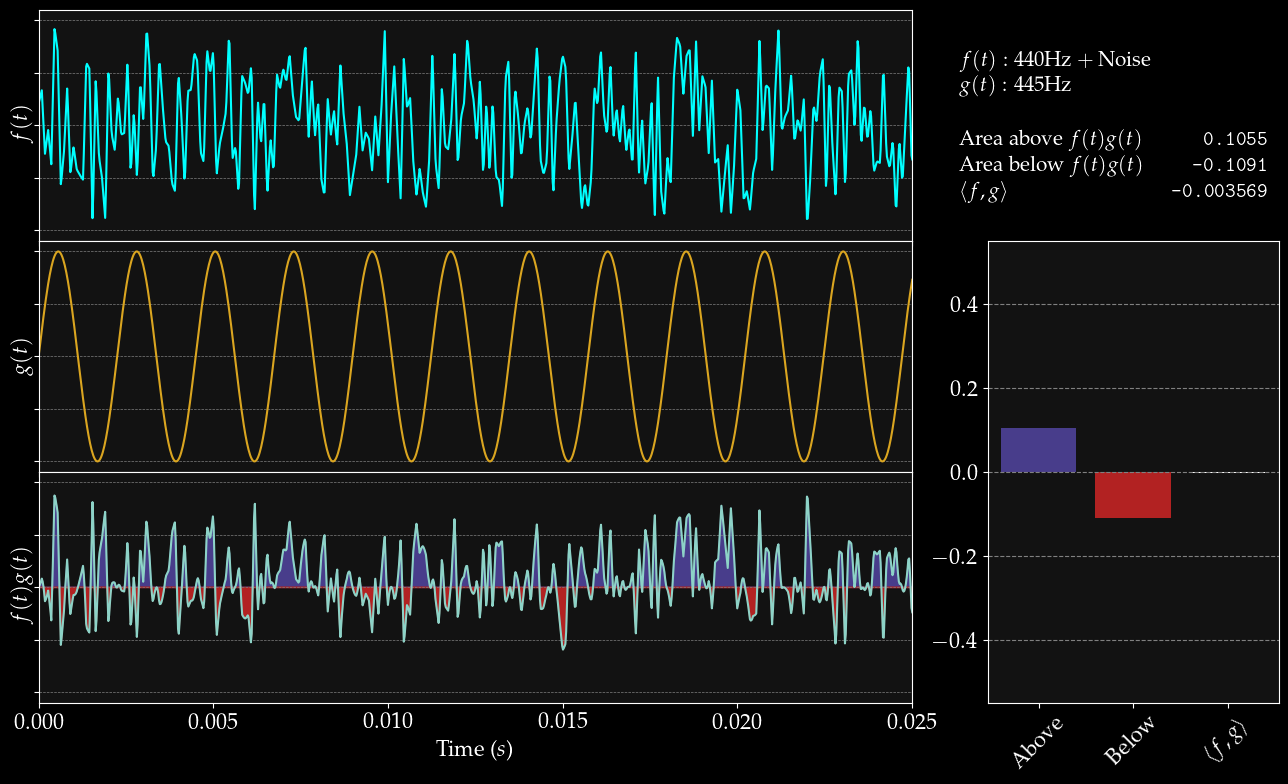 f(t)
f(t) : 440Hz + Noise
g(t) : 445Hz
Area above f(t)g(t) 0.1055
Area below f(t)g(t) -0.1091
⟨f,g⟩ -0.003569
g(t)
f(t)g(t)
0.000 0.005 0.010 0.015 0.020 0.025
Time (s)
0.4
0.2
0.0
−0.2
−0.4
Above Below ⟨f,g⟩